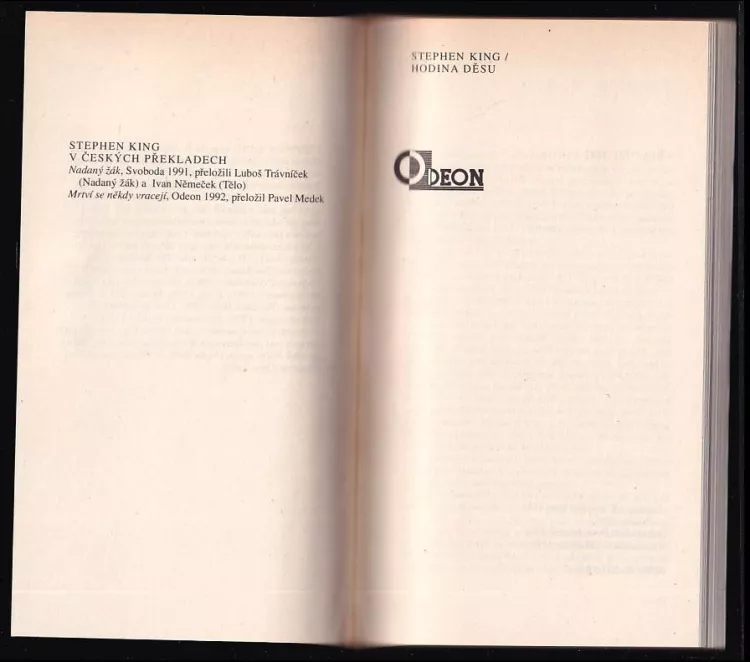 STEPHEN KING
V ČESKÝCH PŘEKLADECH
Nadaný žák, Svoboda 1991, přeložili Luboš Trávníček
(Nadaný žák) a Ivan Němeček (Tělo)
Mrtví se někdy vracejí, Odeon 1992, přeložil Pavel Medek
STEPHEN KING /
HODINA DĚSU
ODEON